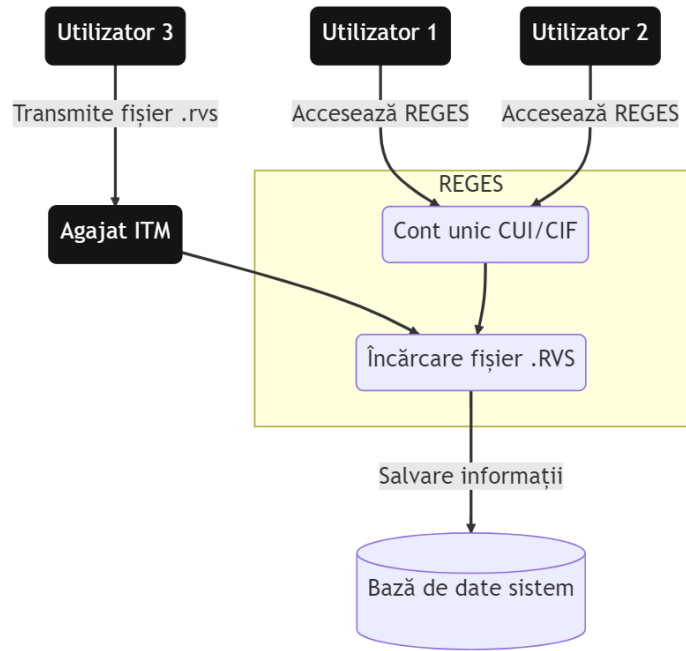 Utilizator 3
Utilizator 1
Utilizator 2
Transmite fișier .rvs
Accesează REGES
Accesează REGES
REGES
Agajat ITM
Cont unic CUI/CIF
Încărcare fișier .RVS
Salvare informații
Bază de date sistem